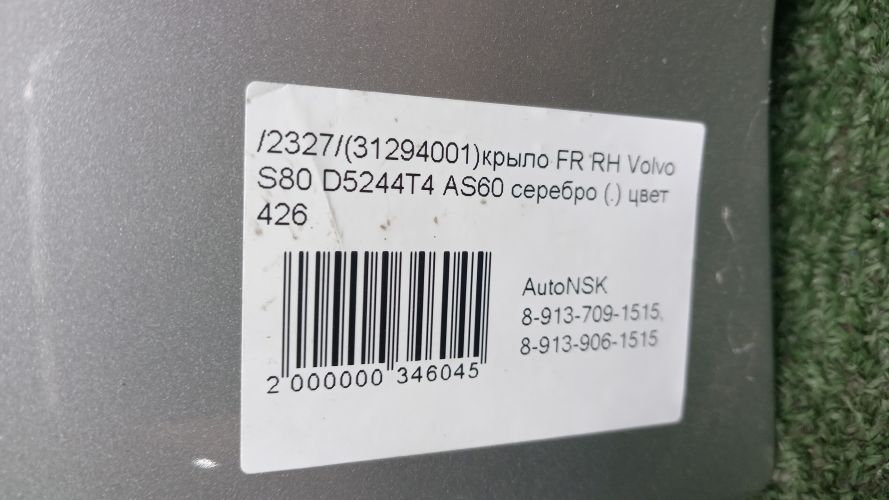 /2327/(31294001)крыло FR RH Volvo
S80 D5244T4 AS60 серебро (.) цвет
426
AutoNSK
8-913-709-1515,
8-913-906-1515
2 000000 346045